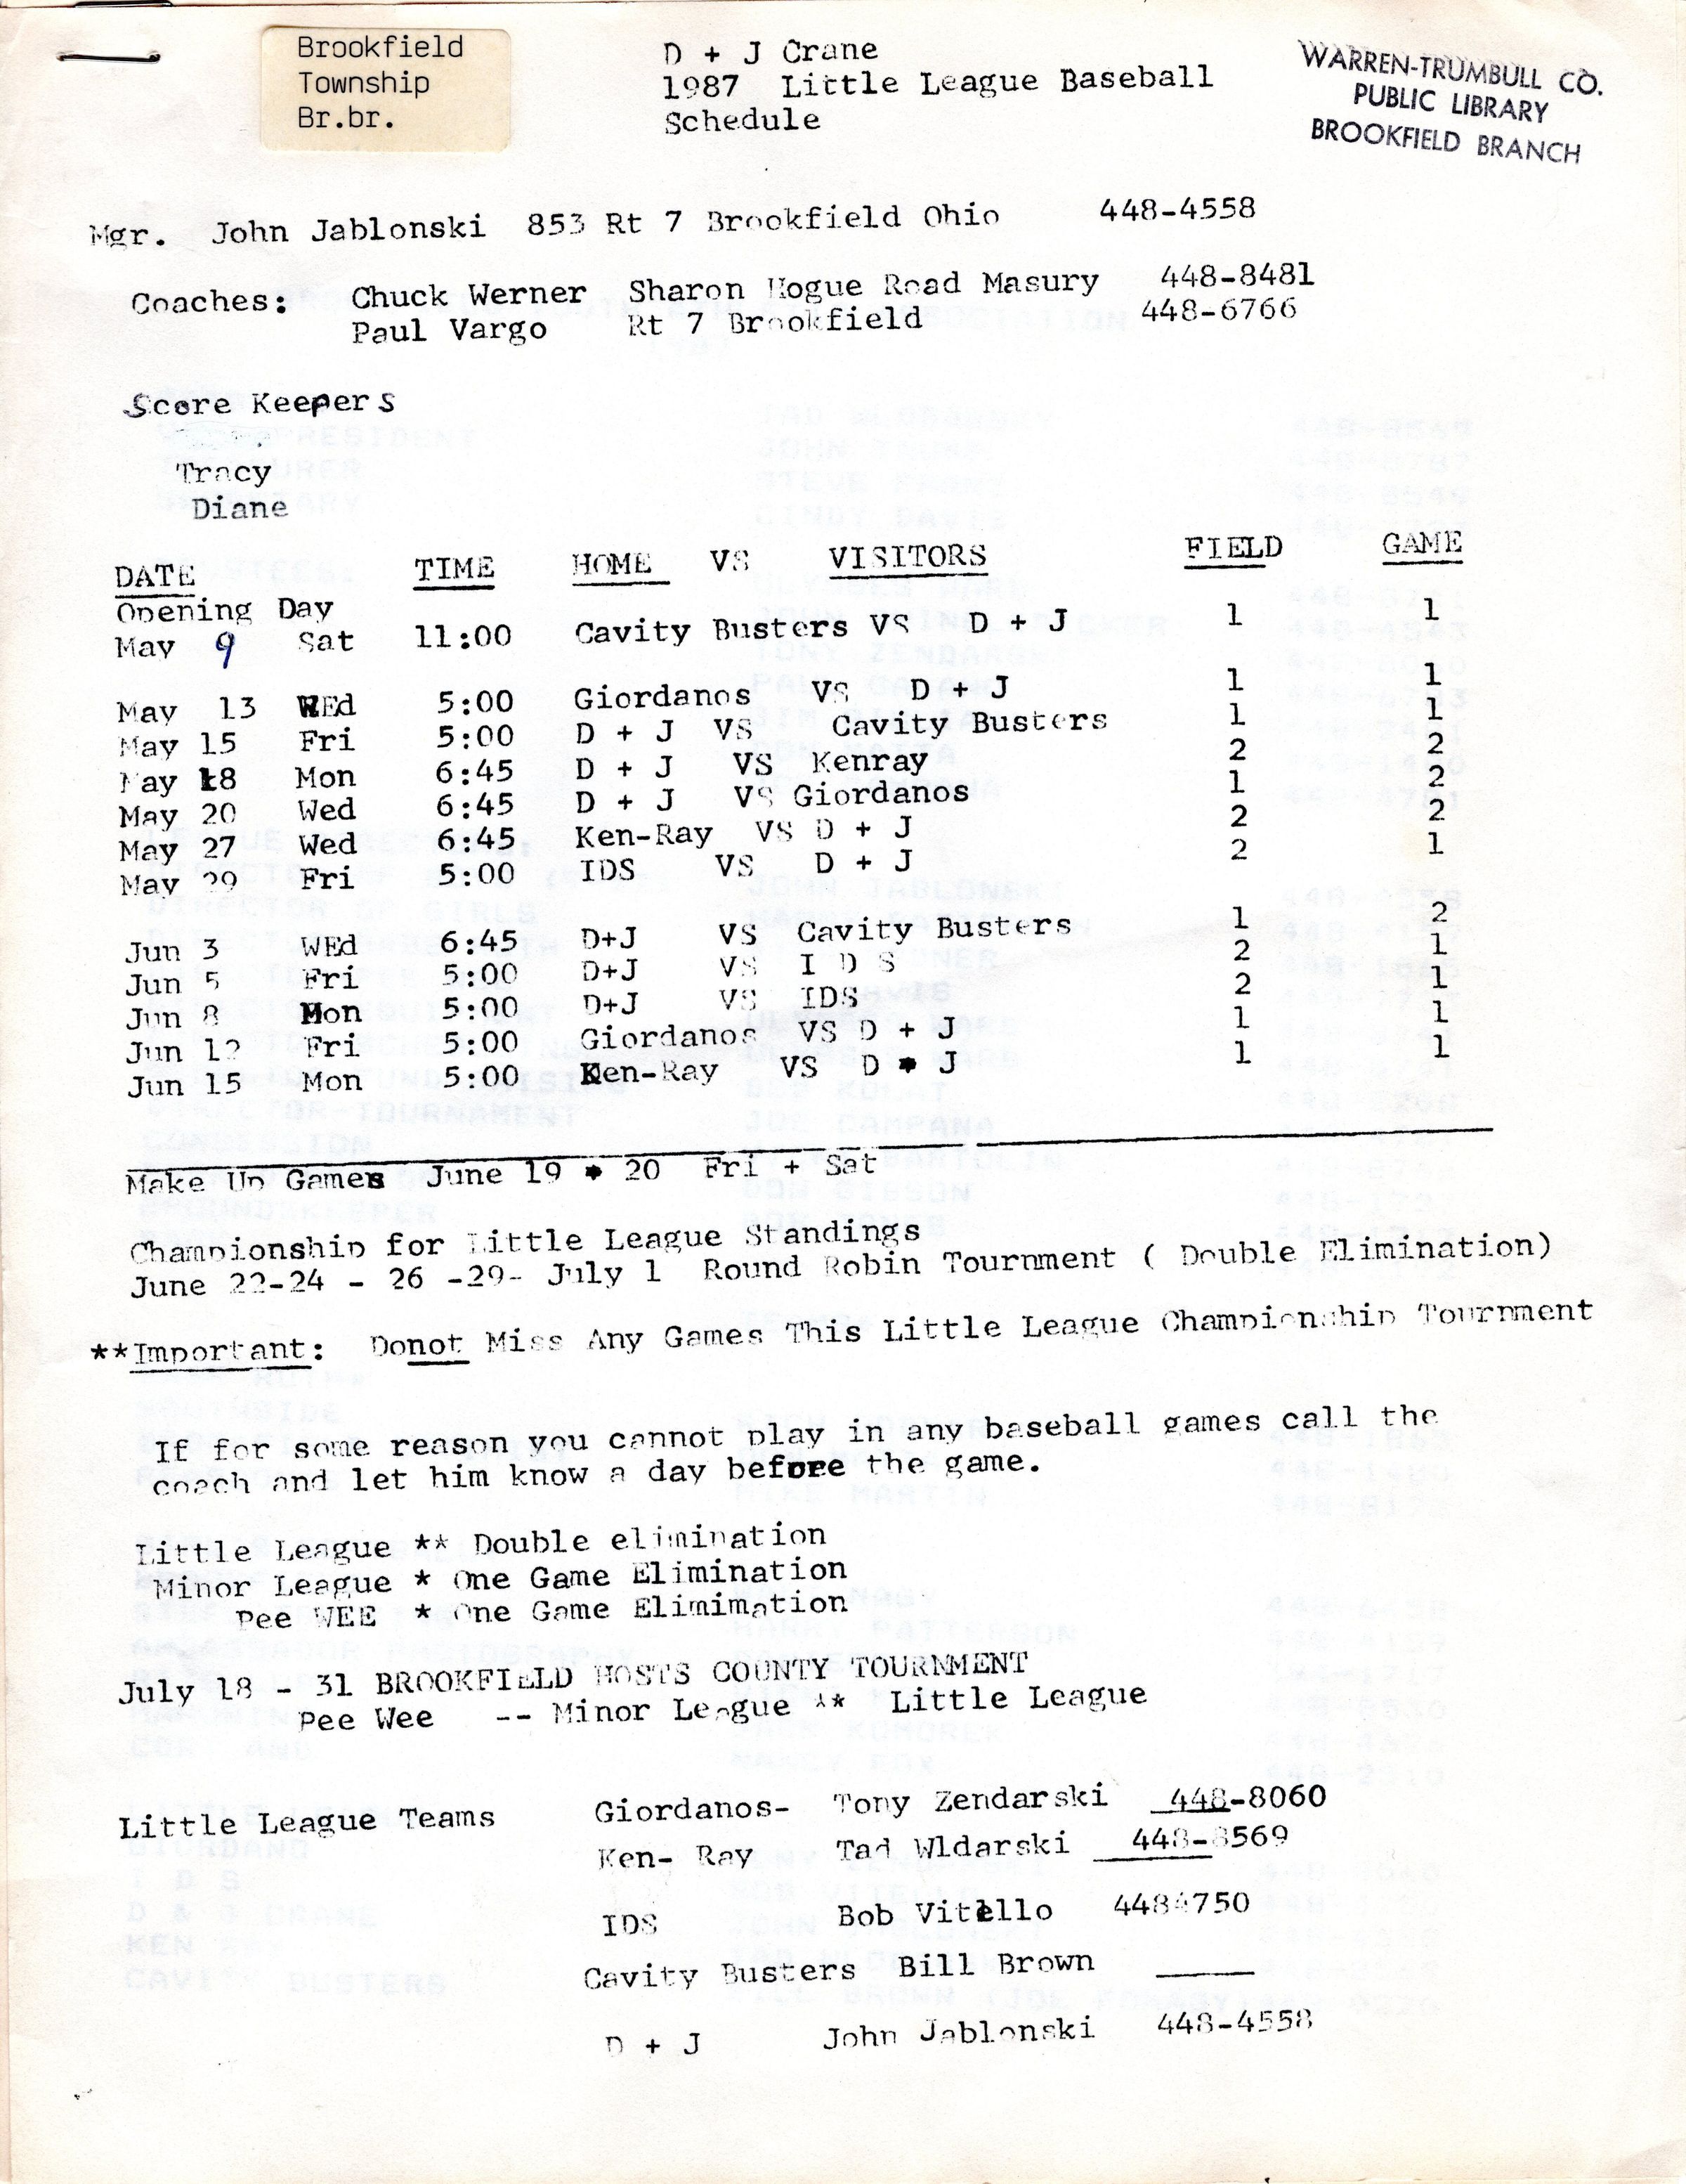 Brookfield
Township
Br.br.
D + J Crane
1987 Little League Baseball
Schedule
WARREN-TRUMBULL CO.
PUBLIC LIBRARY
BROOKFIELD BRANCH
Mgr. John Jablonski 853 Rt 7 Brookfield Ohio 448-4558
Coaches: Chuck Werner Sharon Hogue Road Masury 448-8481
Paul Vargo Rt 7 Brookfield 448-6766
Score Keepers
Tracy
Diane
DATE TIME HOME VS VISITORS FIELD GAME
Opening Day
May 9 Sat 11:00 Cavity Busters VS D + J 1 1
May 13 WEd 5:00 Giordanos VS D + J 1 1
May 15 Fri 5:00 D + J VS Cavity Busters 1 1
May 18 Mon 6:45 D + J VS Kenray 2 2
May 20 Wed 6:45 D + J VS Giordanos 1 2
May 27 Wed 6:45 Ken-Ray VS D + J 2 2
May 29 Fri 5:00 IDS VS D + J 2 1
Jun 3 WEd 6:45 D+J VS Cavity Busters 1 2
Jun 5 Fri 5:00 D+J VS I D S 2 1
Jun 8 Mon 5:00 D+J VS IDS 2 1
Jun 12 Fri 5:00 Giordanos VS D + J 1 1
Jun 15 Mon 5:00 Ken-Ray VS D + J 1 1
Make Up Games June 19 + 20 Fri + Sat
Championship for Little League Standings
June 22-24 - 26 -29- July 1 Round Robin Tournment ( Double Elimination)
**Important: Donot Miss Any Games This Little League Championship Tournment
If for some reason you cannot play in any baseball games call the
coach and let him know a day before the game.
Little League ** Double elimination
Minor League * One Game Elimination
Pee WEE * One Game Elimimation
July 18 - 31 BROOKFIELD HOSTS COUNTY TOURNMENT
Pee Wee -- Minor League ** Little League
Little League Teams Giordanos- Tony Zendarski 448-8060
Ken- Ray Tad Wldarski 448-8569
IDS Bob Vitello 4484750
Cavity Busters Bill Brown
D + J John Jablonski 448-4558